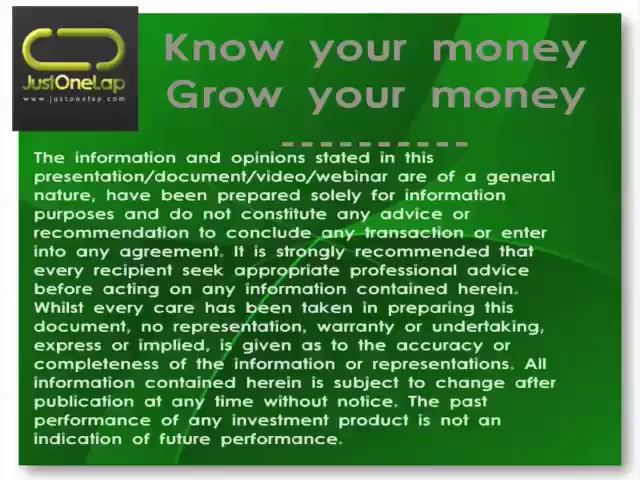 JustOneLap
www.justonelap.com
Know your money
Grow your money
----------
The information and opinions stated in this
presentation/document/video/webinar are of a general
nature, have been prepared solely for information
purposes and do not constitute any advice or
recommendation to conclude any transaction or enter
into any agreement. It is strongly recommended that
every recipient seek appropriate professional advice
before acting on any information contained herein.
Whilst every care has been taken in preparing this
document, no representation, warranty or undertaking,
express or implied, is given as to the accuracy or
completeness of the information or representations. All
information contained herein is subject to change after
publication at any time without notice. The past
performance of any investment product is not an
indication of future performance.